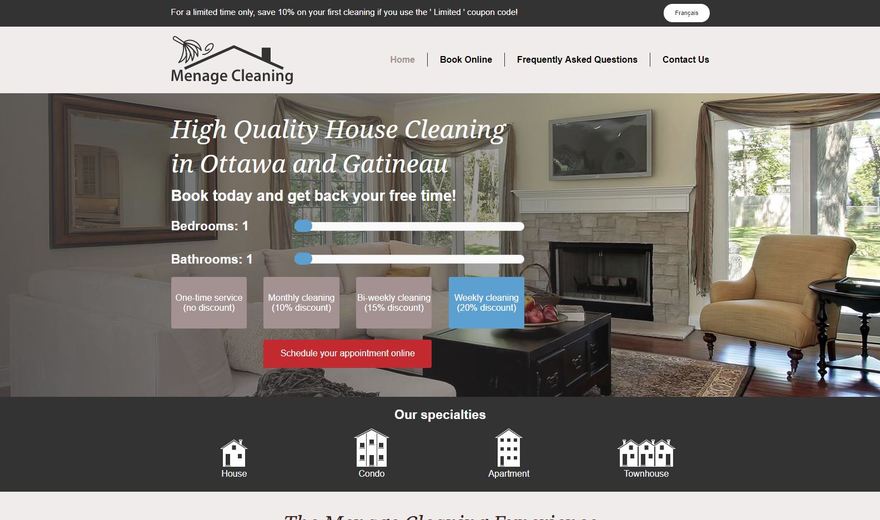 For a limited time only, save 10% on your first cleaning if you use the ' Limited ' coupon code!
Français
Menage Cleaning
Home
Book Online
Frequently Asked Questions
Contact Us
High Quality House Cleaning
in Ottawa and Gatineau
Book today and get back your free time!
Bedrooms: 1
Bathrooms: 1
One-time service
(no discount)
Monthly cleaning
(10% discount)
Bi-weekly cleaning
(15% discount)
Weekly cleaning
(20% discount)
Schedule your appointment online
Our specialties
House
Condo
Apartment
Townhouse
The Menage Cleaning Experience